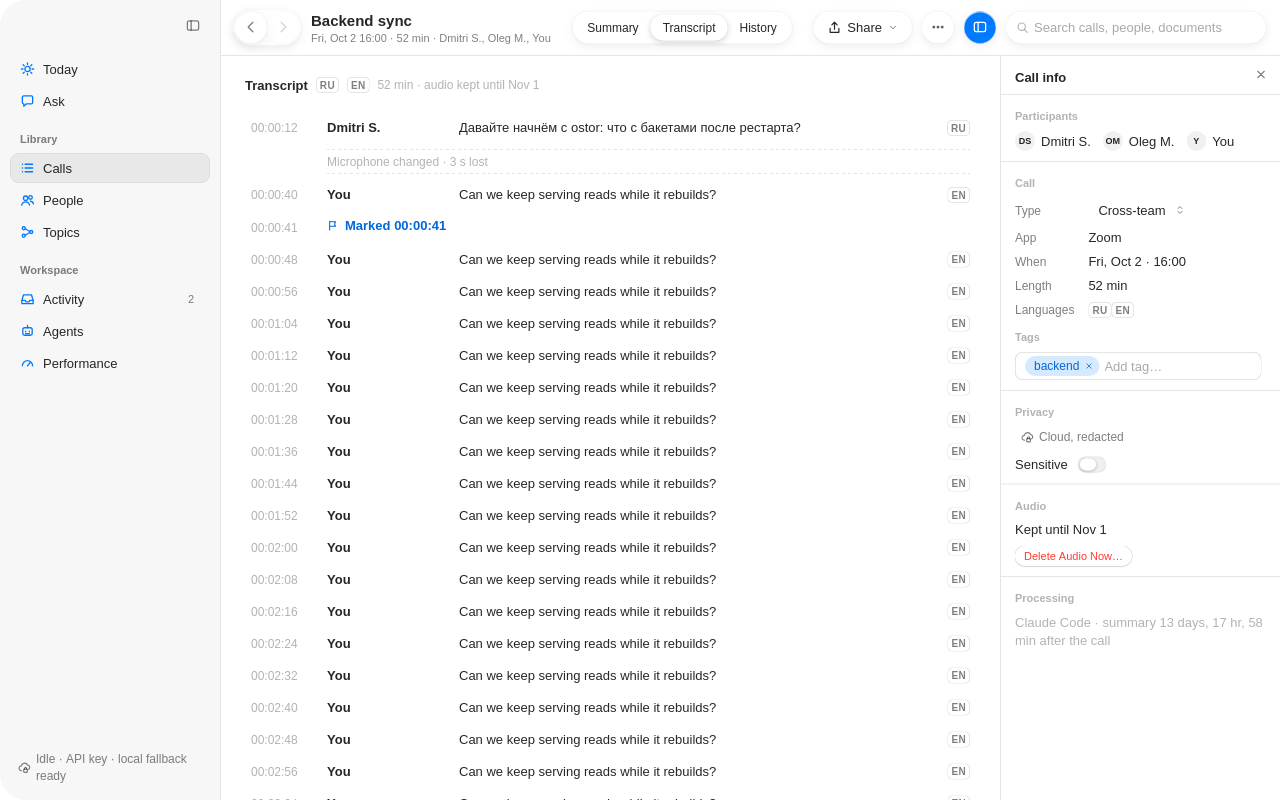 Backend sync
Fri, Oct 2 16:00 · 52 min · Dmitri S., Oleg M., You
Summary
Transcript
History
Share
Search calls, people, documents
Today
Ask
Library
Calls
People
Topics
Workspace
Activity 2
Agents
Performance
Idle · API key · local fallback
ready
Transcript RU EN 52 min · audio kept until Nov 1
00:00:12 Dmitri S. Давайте начнём с ostor: что с бакетами после рестарта? RU
Microphone changed · 3 s lost
00:00:40 You Can we keep serving reads while it rebuilds? EN
00:00:41 Marked 00:00:41
00:00:48 You Can we keep serving reads while it rebuilds? EN
00:00:56 You Can we keep serving reads while it rebuilds? EN
00:01:04 You Can we keep serving reads while it rebuilds? EN
00:01:12 You Can we keep serving reads while it rebuilds? EN
00:01:20 You Can we keep serving reads while it rebuilds? EN
00:01:28 You Can we keep serving reads while it rebuilds? EN
00:01:36 You Can we keep serving reads while it rebuilds? EN
00:01:44 You Can we keep serving reads while it rebuilds? EN
00:01:52 You Can we keep serving reads while it rebuilds? EN
00:02:00 You Can we keep serving reads while it rebuilds? EN
00:02:08 You Can we keep serving reads while it rebuilds? EN
00:02:16 You Can we keep serving reads while it rebuilds? EN
00:02:24 You Can we keep serving reads while it rebuilds? EN
00:02:32 You Can we keep serving reads while it rebuilds? EN
00:02:40 You Can we keep serving reads while it rebuilds? EN
00:02:48 You Can we keep serving reads while it rebuilds? EN
00:02:56 You Can we keep serving reads while it rebuilds? EN
Call info
Participants
DS Dmitri S. OM Oleg M. Y You
Call
Type Cross-team
App Zoom
When Fri, Oct 2 · 16:00
Length 52 min
Languages RU EN
Tags
backend Add tag…
Privacy
Cloud, redacted
Sensitive
Audio
Kept until Nov 1
Delete Audio Now…
Processing
Claude Code · summary 13 days, 17 hr, 58
min after the call